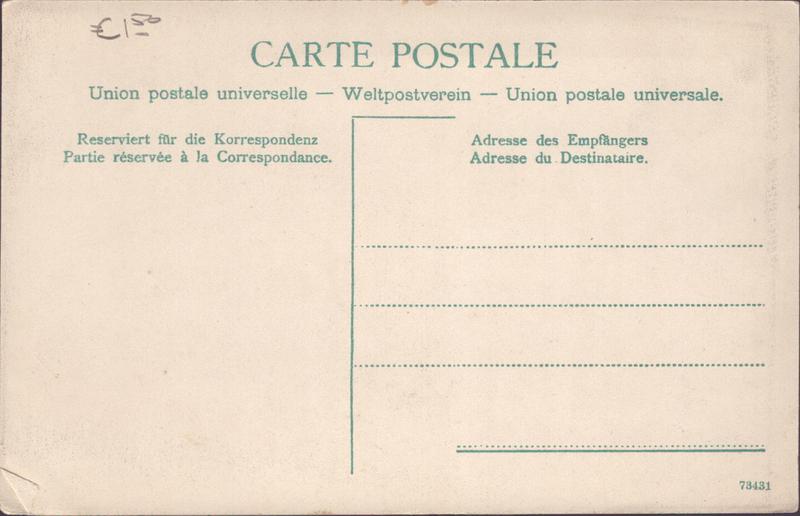 €1 50
CARTE POSTALE
Union postale universelle — Weltpostverein — Union postale universale.
Reserviert für die Korrespondenz
Partie réservée à la Correspondance.
Adresse des Empfängers
Adresse du Destinataire.
73431